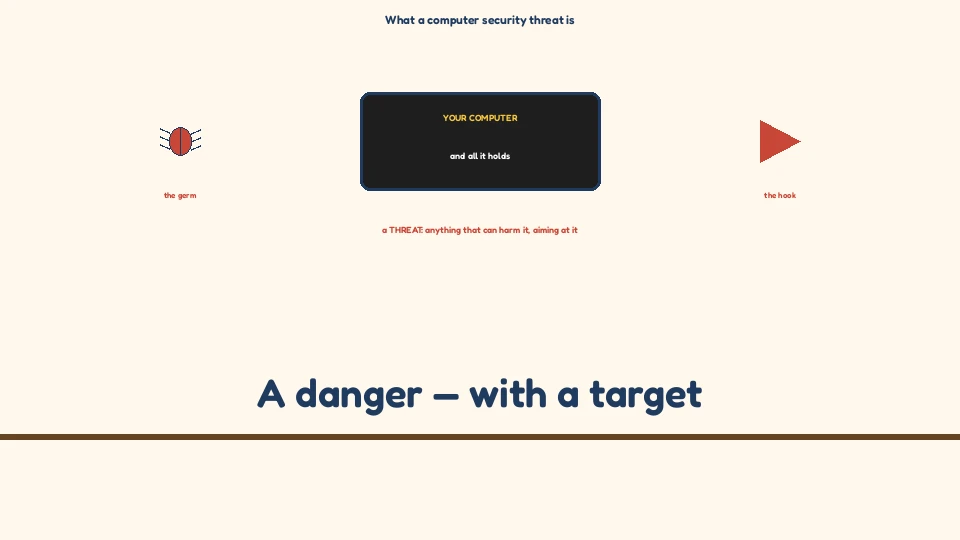 What a computer security threat is
YOUR COMPUTER
and all it holds
the germ
the hook
a THREAT: anything that can harm it, aiming at it
A danger — with a target